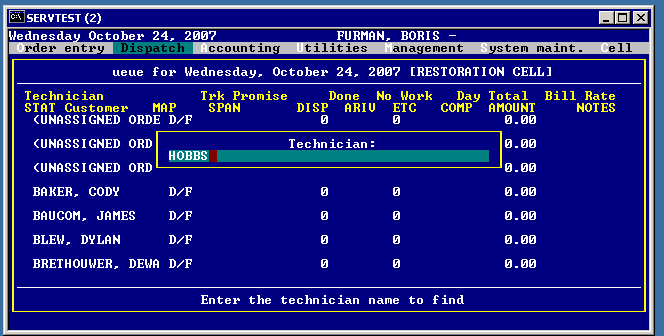 SERVTEST (2)
Wednesday October 24, 2007 FURMAN, BORIS -
Order entry Dispatch Accounting Utilities Management System maint. Cell
ueue for Wednesday, October 24, 2007 [RESTORATION CELL]
Technician Trk Promise Done No Work Day Total Bill Rate
STAT Customer MAP SPAN DISP ARIV ETC COMP AMOUNT NOTES
<UNASSIGNED ORDE D/F 0 0 0.00
<UNASSIGNED ORD 0.00
Technician:
<UNASSIGNED ORD 0.00
HOBBS
BAKER, CODY D/F 0 0 0.00
BAUCOM, JAMES D/F 0 0 0.00
BLEW, DYLAN D/F 0 0 0.00
BRETHOUWER, DEWA D/F 0 0 0.00
Enter the technician name to find